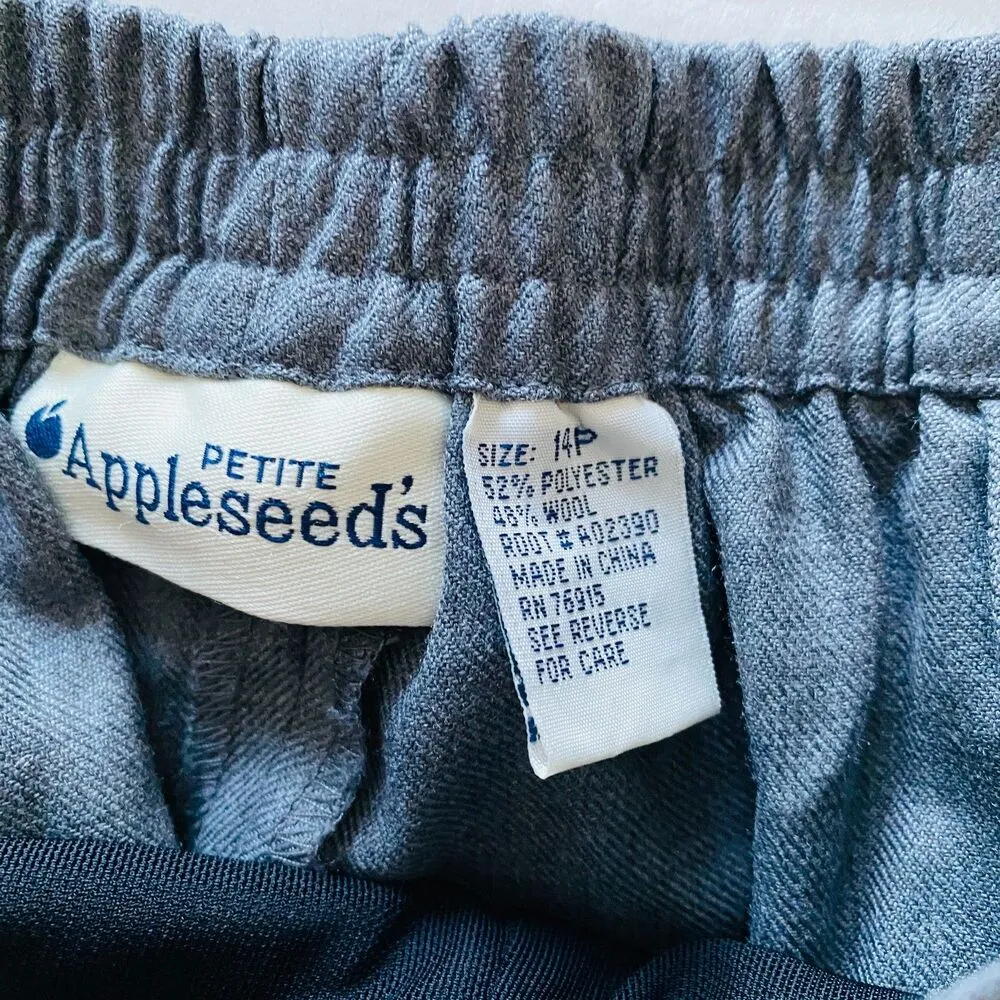 PETITE
Appleseed's
SIZE: 14P
52% POLYESTER
48% WOOL
ROOT # A02390
MADE IN CHINA
RN 76915
SEE REVERSE
FOR CARE